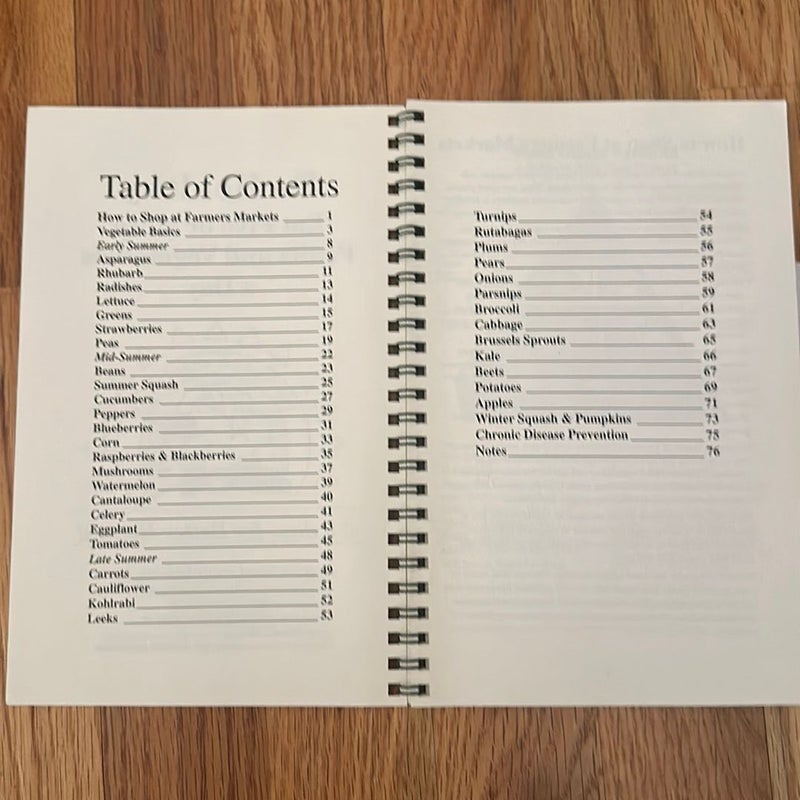 Table of Contents
How to Shop at Farmers Markets 1
Vegetable Basics 3
Early Summer 8
Asparagus 9
Rhubarb 11
Radishes 13
Lettuce 14
Greens 15
Strawberries 17
Peas 19
Mid-Summer 22
Beans 23
Summer Squash 25
Cucumbers 27
Peppers 29
Blueberries 31
Corn 33
Raspberries & Blackberries 35
Mushrooms 37
Watermelon 39
Cantaloupe 40
Celery 41
Eggplant 43
Tomatoes 45
Late Summer 48
Carrots 49
Cauliflower 51
Kohlrabi 52
Leeks 53
Turnips 54
Rutabagas 55
Plums 56
Pears 57
Onions 58
Parsnips 59
Broccoli 61
Cabbage 63
Brussels Sprouts 65
Kale 66
Beets 67
Potatoes 69
Apples 71
Winter Squash & Pumpkins 73
Chronic Disease Prevention 75
Notes 76